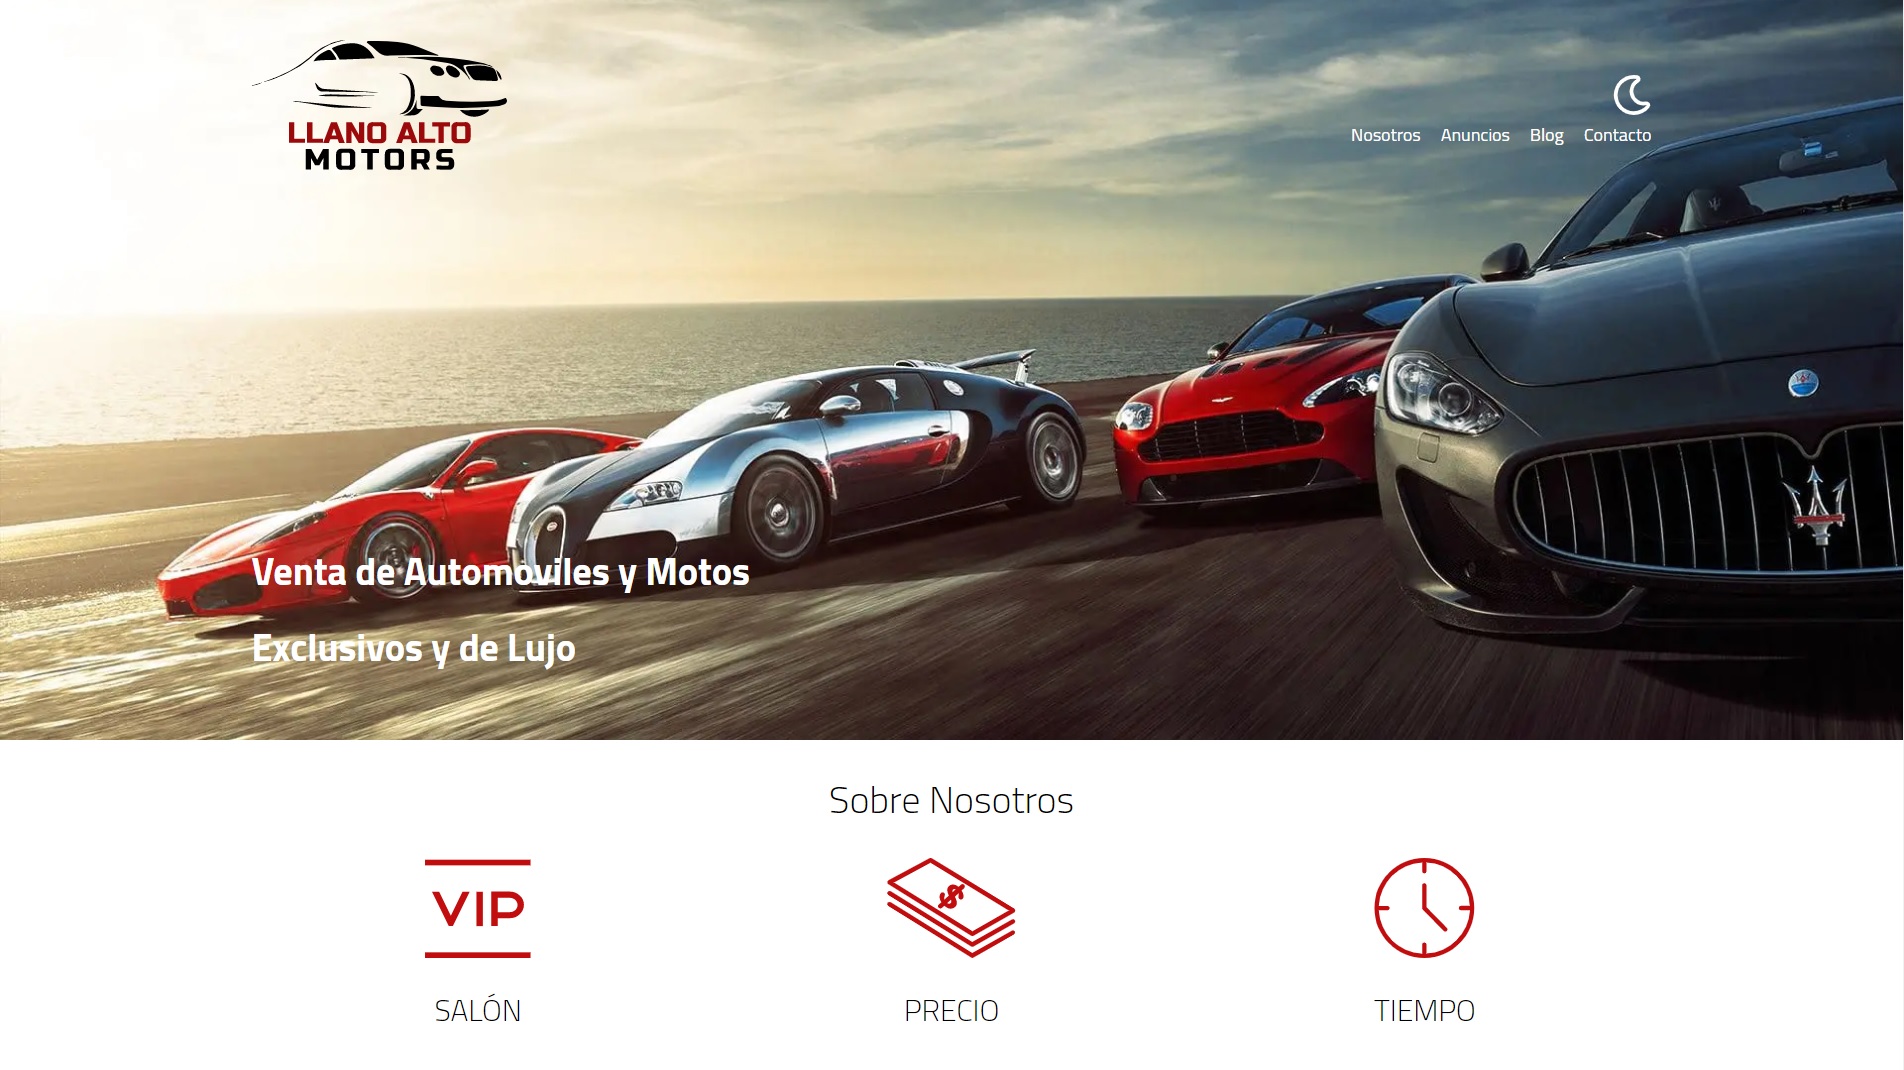 LLANO ALTO
MOTORS
Nosotros Anuncios Blog Contacto
Venta de Automoviles y Motos
Exclusivos y de Lujo
Sobre Nosotros
VIP
$
SALÓN
PRECIO
TIEMPO